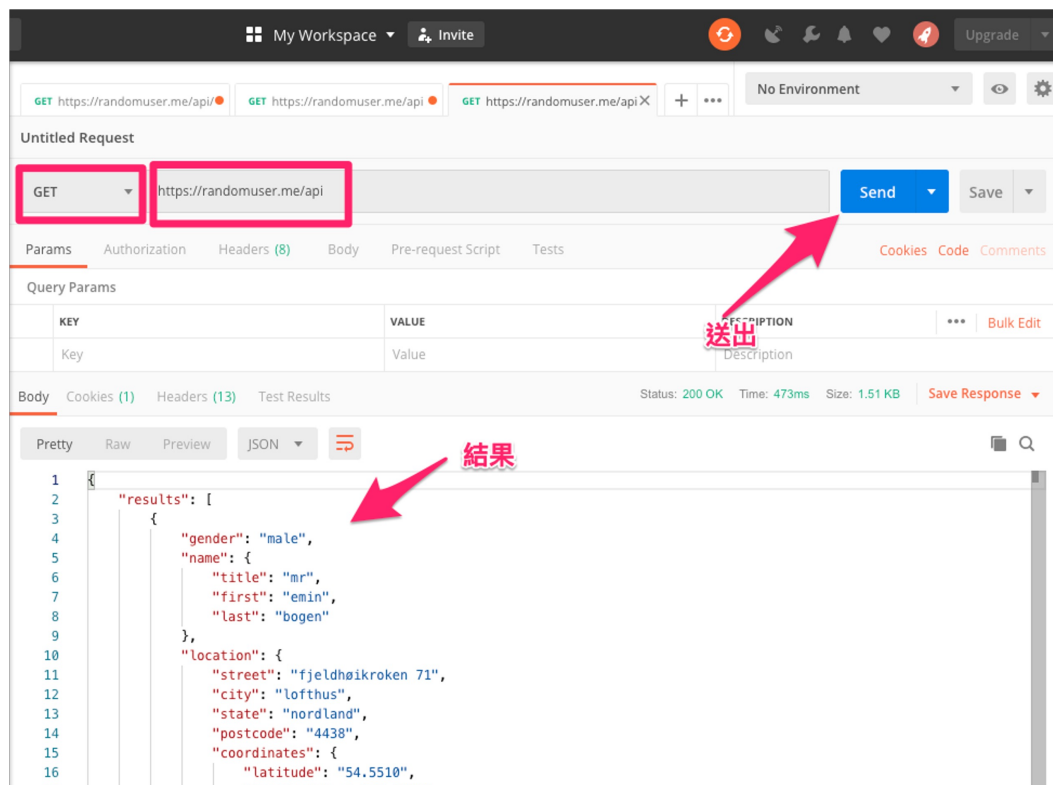 My Workspace Invite Upgrade
GET https://randomuser.me/api/ GET https://randomuser.me/api GET https://randomuser.me/api No Environment
Untitled Request
GET https://randomuser.me/api Send Save
Params Authorization Headers (8) Body Pre-request Script Tests Cookies Code Comments
Query Params
KEY VALUE DESCRIPTION Bulk Edit
送出
Key Value Description
Body Cookies (1) Headers (13) Test Results Status: 200 OK Time: 473ms Size: 1.51 KB Save Response
Pretty Raw Preview JSON
結果
1 {
2 "results": [
3 {
4 "gender": "male",
5 "name": {
6 "title": "mr",
7 "first": "emin",
8 "last": "bogen"
9 },
10 "location": {
11 "street": "fjeldhøikroken 71",
12 "city": "lofthus",
13 "state": "nordland",
14 "postcode": "4438",
15 "coordinates": {
16 "latitude": "54.5510",